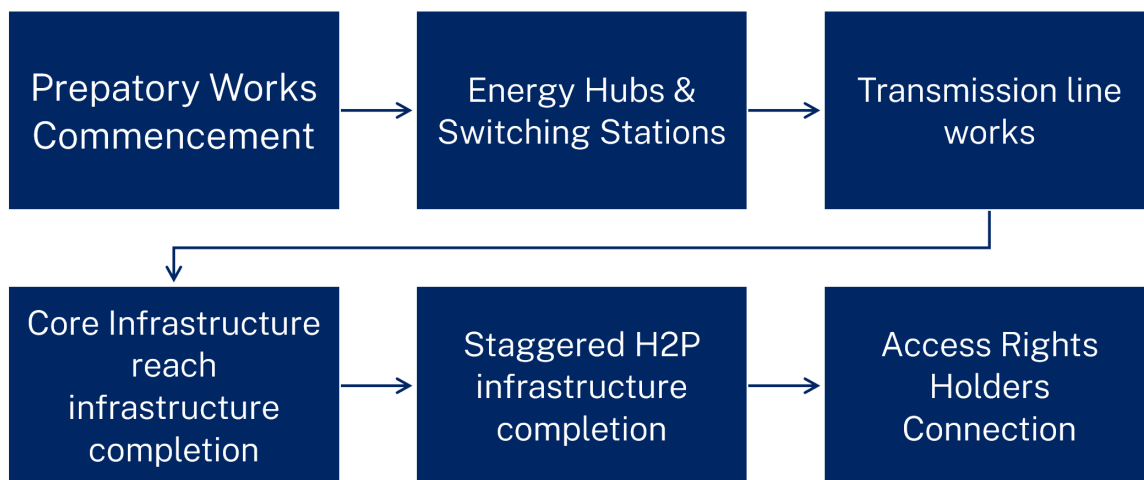 Prepatory Works
Commencement
Energy Hubs &
Switching Stations
Transmission line
works
Core Infrastructure
reach
infrastructure
completion
Staggered H2P
infrastructure
completion
Access Rights
Holders
Connection